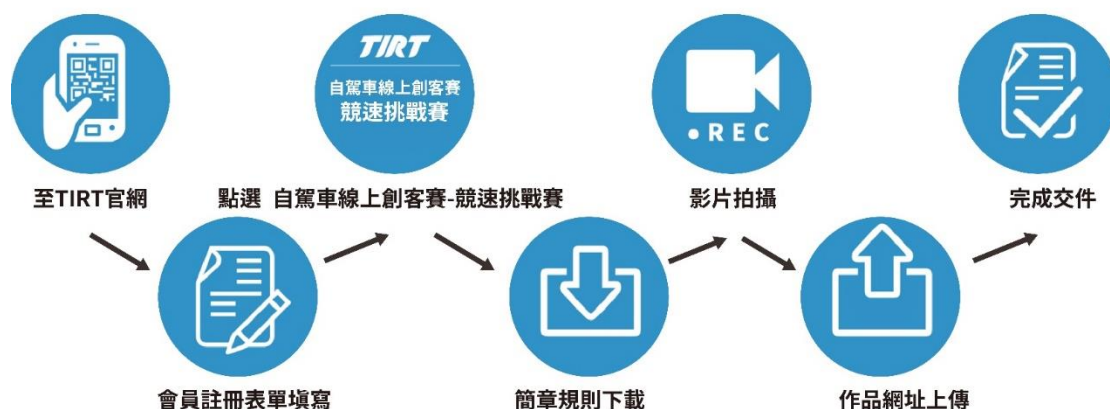 TIRT
自駕車線上創客賽
競速挑戰賽
REC
至TIRT官網
點選 自駕車線上創客賽-競速挑戰賽
影片拍攝
完成交件
會員註冊表單填寫
簡章規則下載
作品網址上傳